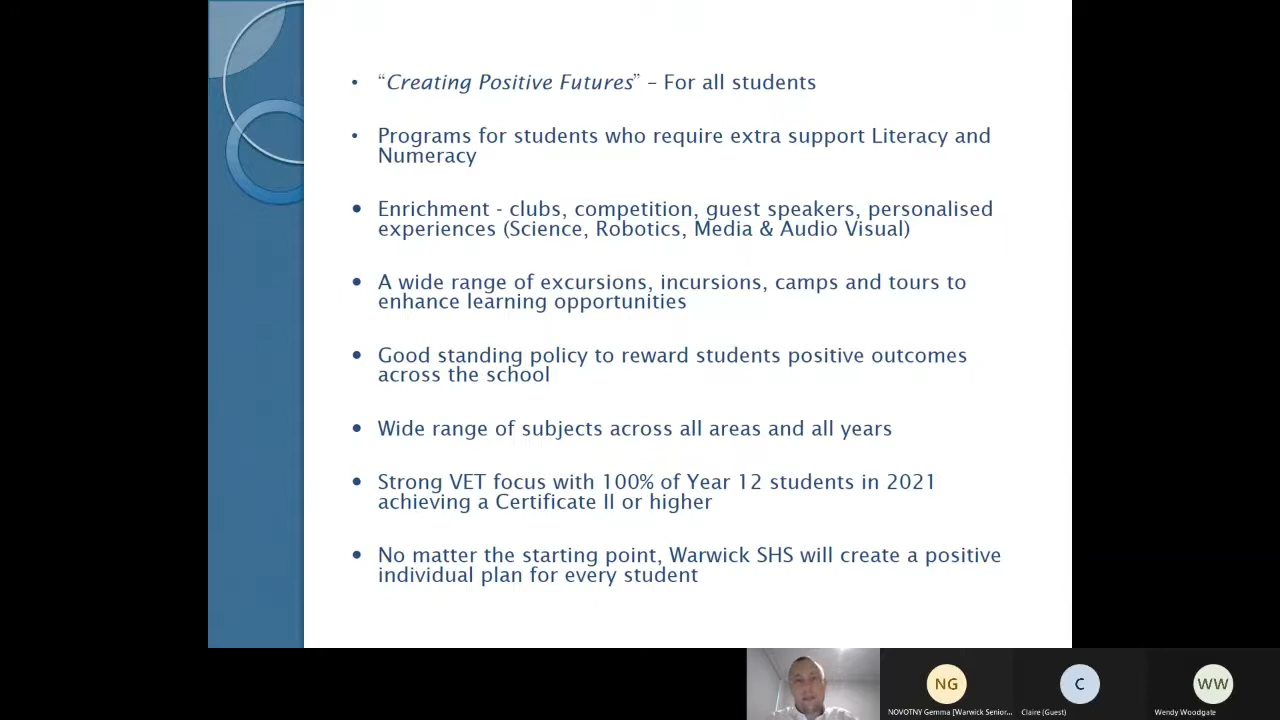 • “Creating Positive Futures” – For all students
• Programs for students who require extra support Literacy and
Numeracy
• Enrichment - clubs, competition, guest speakers, personalised
experiences (Science, Robotics, Media & Audio Visual)
• A wide range of excursions, incursions, camps and tours to
enhance learning opportunities
• Good standing policy to reward students positive outcomes
across the school
• Wide range of subjects across all areas and all years
• Strong VET focus with 100% of Year 12 students in 2021
achieving a Certificate II or higher
• No matter the starting point, Warwick SHS will create a positive
individual plan for every student
NG
C
WW
NOVOTNY Gemma [Warwick Senior...
Claire (Guest)
Wendy Woodgate